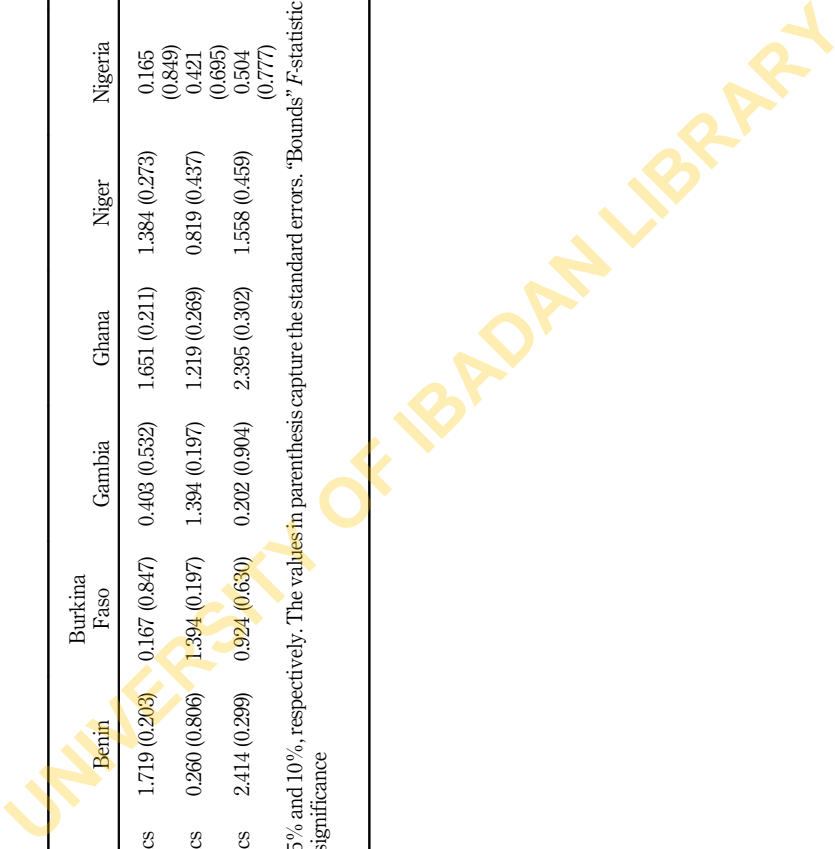 Burkina
Benin Faso Gambia Ghana Niger Nigeria
cs 1.719 (0.203) 0.167 (0.847) 0.403 (0.532) 1.651 (0.211) 1.384 (0.273) 0.165
(0.849)
cs 0.260 (0.806) 1.394 (0.197) 1.394 (0.197) 1.219 (0.269) 0.819 (0.437) 0.421
(0.695)
cs 2.414 (0.299) 0.924 (0.630) 0.202 (0.904) 2.395 (0.302) 1.558 (0.459) 0.504
(0.777)
5% and 10%, respectively. The values in parenthesis capture the standard errors. “Bounds” F-statistic
significance
UNIVERSITY OF IBADAN LIBRARY